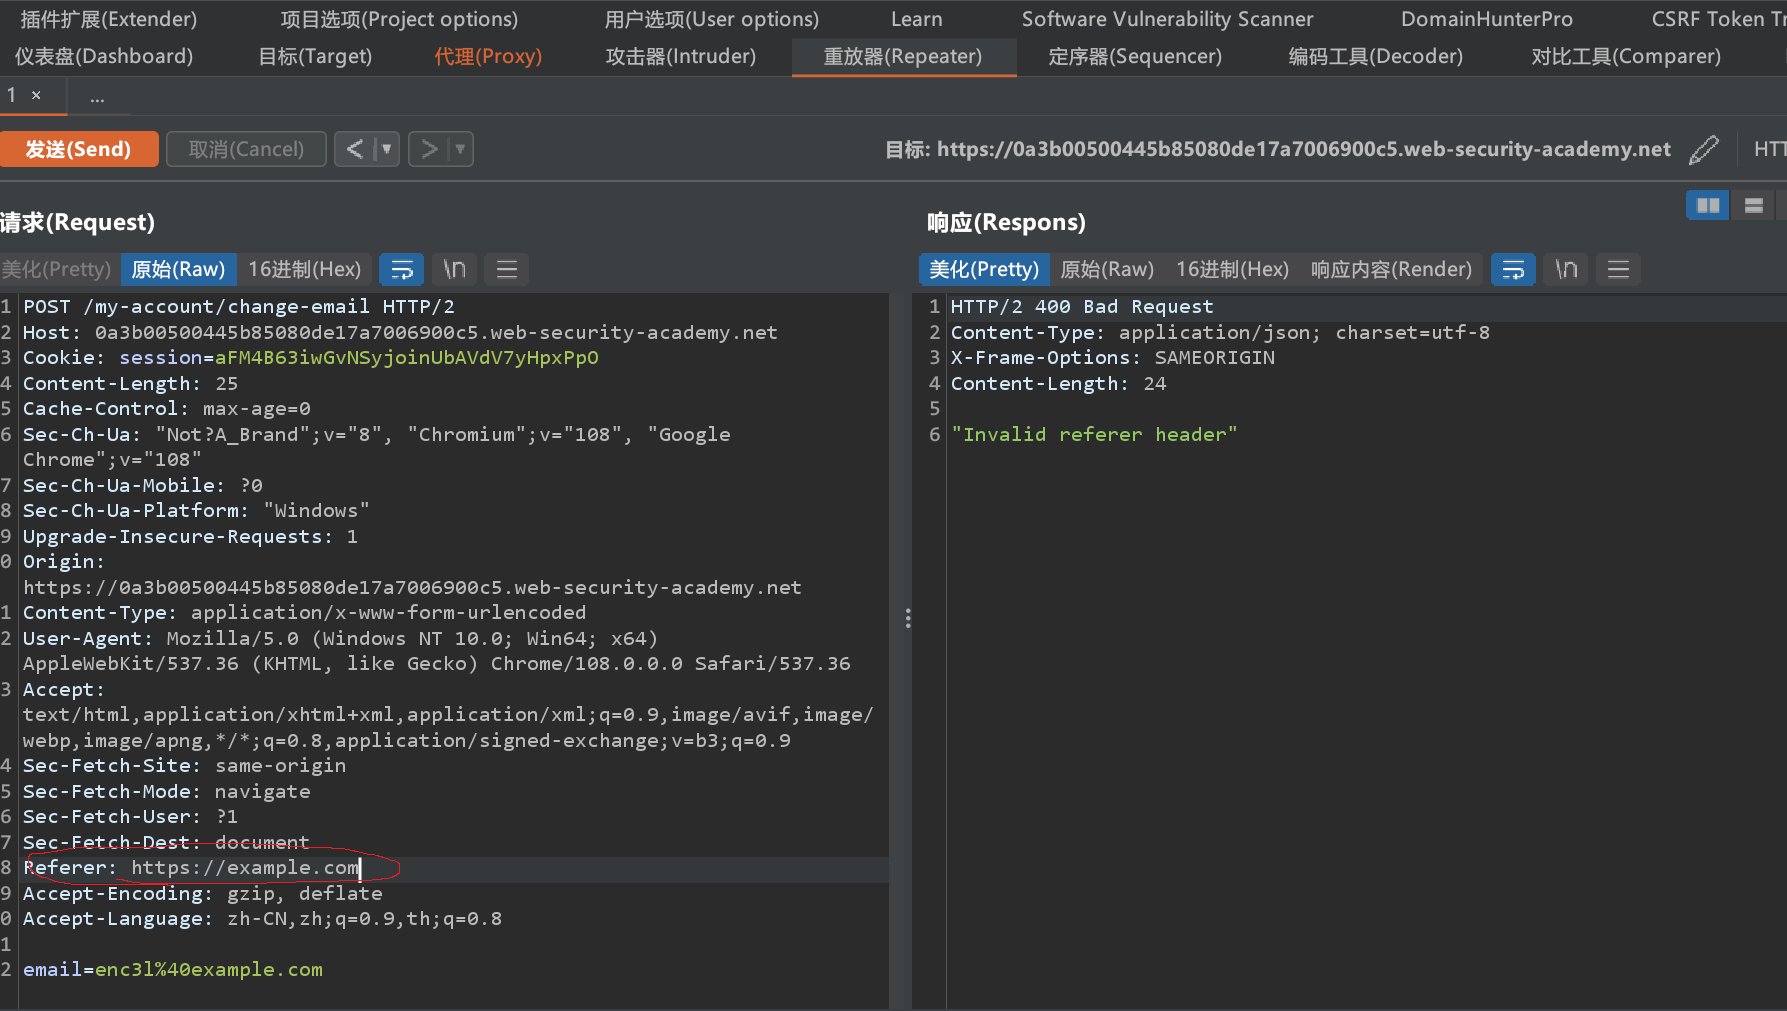 插件扩展(Extender) 项目选项(Project options) 用户选项(User options) Learn Software Vulnerability Scanner DomainHunterPro CSRF Token Tr
仪表盘(Dashboard) 目标(Target) 代理(Proxy) 攻击器(Intruder) 重放器(Repeater) 定序器(Sequencer) 编码工具(Decoder) 对比工具(Comparer)
1 × ...
发送(Send) 取消(Cancel) < ▼ > ▼ 目标: https://0a3b00500445b85080de17a7006900c5.web-security-academy.net HTT
请求(Request)
美化(Pretty) 原始(Raw) 16进制(Hex) \n
1 POST /my-account/change-email HTTP/2
2 Host: 0a3b00500445b85080de17a7006900c5.web-security-academy.net
3 Cookie: session=aFM4B63iwGvNSyjoinUbAVdV7yHpxPpO
4 Content-Length: 25
5 Cache-Control: max-age=0
6 Sec-Ch-Ua: "Not?A_Brand";v="8", "Chromium";v="108", "Google
Chrome";v="108"
7 Sec-Ch-Ua-Mobile: ?0
8 Sec-Ch-Ua-Platform: "Windows"
9 Upgrade-Insecure-Requests: 1
0 Origin:
https://0a3b00500445b85080de17a7006900c5.web-security-academy.net
1 Content-Type: application/x-www-form-urlencoded
2 User-Agent: Mozilla/5.0 (Windows NT 10.0; Win64; x64)
AppleWebKit/537.36 (KHTML, like Gecko) Chrome/108.0.0.0 Safari/537.36
3 Accept:
text/html,application/xhtml+xml,application/xml;q=0.9,image/avif,image/
webp,image/apng,*/*;q=0.8,application/signed-exchange;v=b3;q=0.9
4 Sec-Fetch-Site: same-origin
5 Sec-Fetch-Mode: navigate
6 Sec-Fetch-User: ?1
7 Sec-Fetch-Dest: document
8 Referer: https://example.com
9 Accept-Encoding: gzip, deflate
0 Accept-Language: zh-CN,zh;q=0.9,th;q=0.8
1
2 email=enc3l%40example.com
响应(Respons)
美化(Pretty) 原始(Raw) 16进制(Hex) 响应内容(Render) \n
1 HTTP/2 400 Bad Request
2 Content-Type: application/json; charset=utf-8
3 X-Frame-Options: SAMEORIGIN
4 Content-Length: 24
5
6 "Invalid referer header"